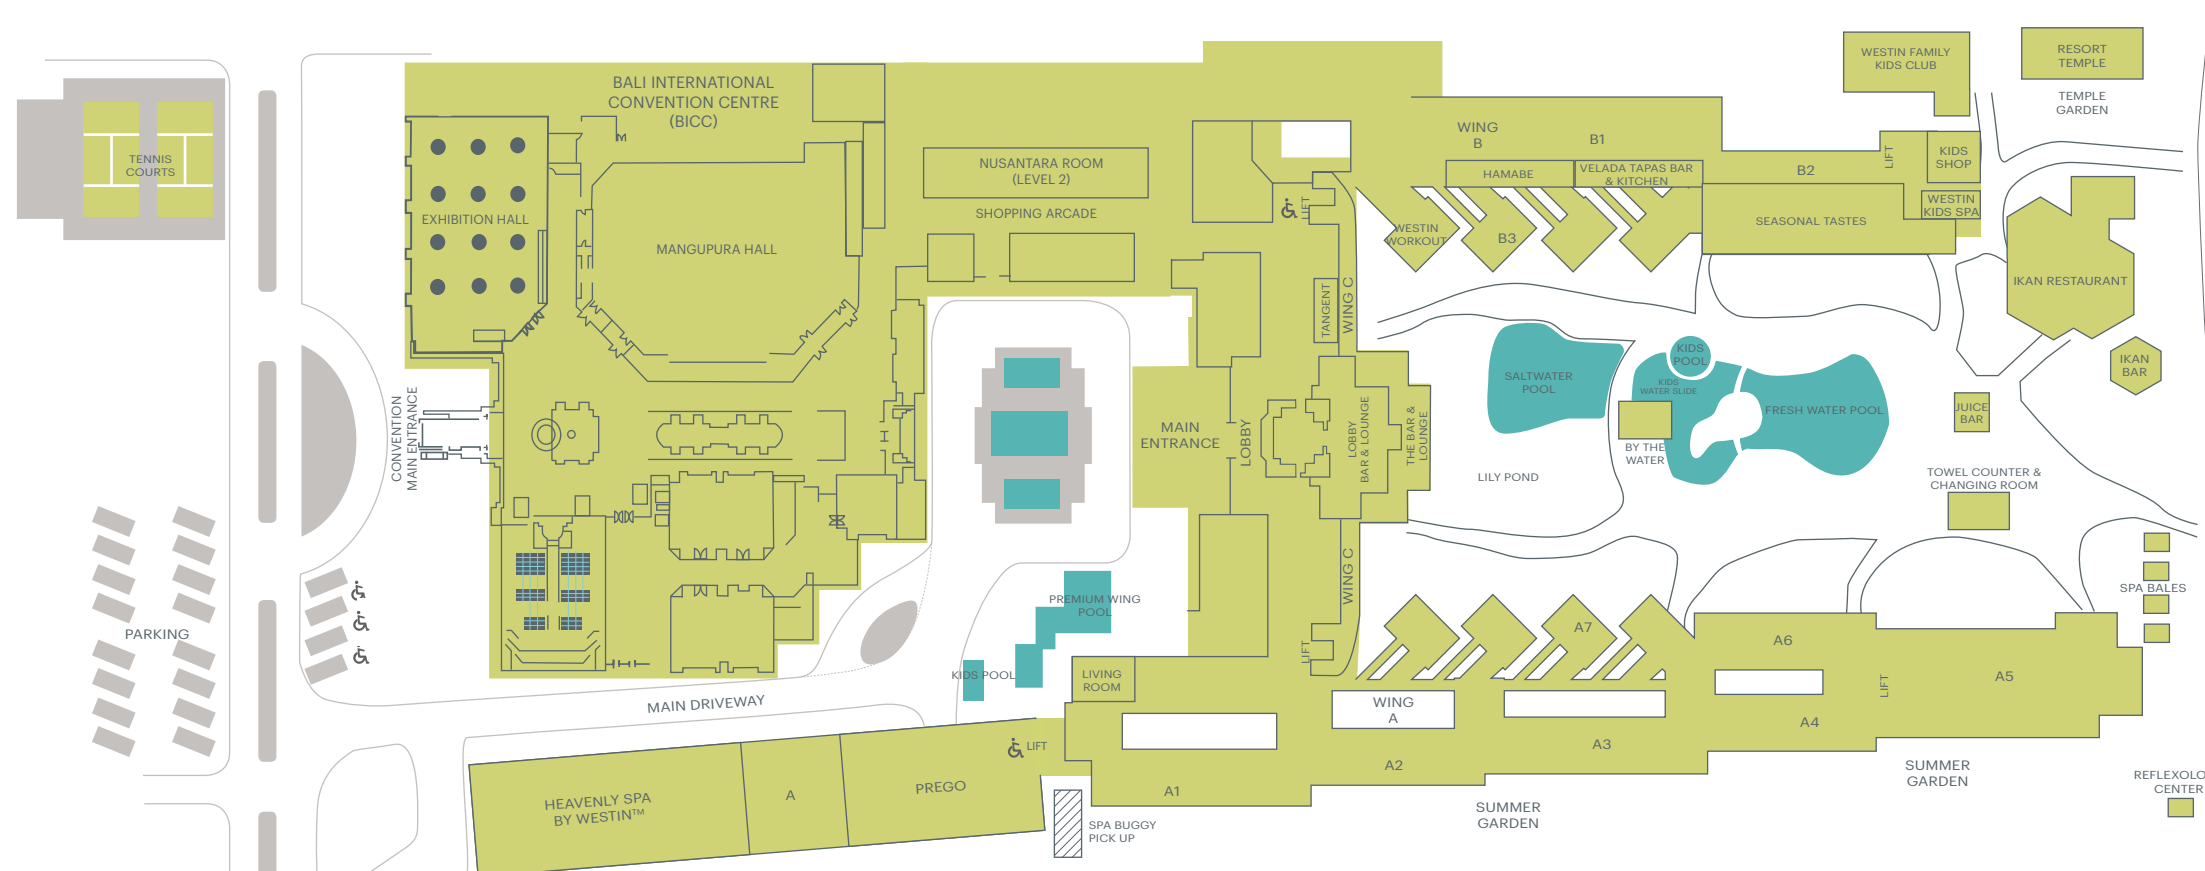 WESTIN FAMILY
KIDS CLUB
RESORT
TEMPLE
TEMPLE
GARDEN
BALI INTERNATIONAL
CONVENTION CENTRE
(BICC)
TENNIS
COURTS
EXHIBITION HALL
MANGUPURA HALL
NUSANTARA ROOM
(LEVEL 2)
SHOPPING ARCADE
WING
B
B1
HAMABE
VELADA TAPAS BAR
& KITCHEN
B2
LIFT
KIDS
SHOP
WESTIN
KIDS SPA
SEASONAL TASTES
LIFT
WESTIN
WORKOUT
B3
TANGENT
WING C
IKAN RESTAURANT
IKAN
BAR
JUICE
BAR
SALTWATER
POOL
KIDS
POOL
KIDS
WATER SLIDE
FRESH WATER POOL
BY THE
WATER
LILY POND
TOWEL COUNTER &
CHANGING ROOM
CONVENTION
MAIN ENTRANCE
MAIN
ENTRANCE
LOBBY
LOBBY
BAR & LOUNGE
THE BAR &
LOUNGE
WING C
LIFT
SPA BALES
PARKING
PREMIUM WING
POOL
KIDS POOL
LIVING
ROOM
MAIN DRIVEWAY
A7
A6
A5
LIFT
WING
A
A4
A3
A2
A1
LIFT
HEAVENLY SPA
BY WESTIN™
A
PREGO
SPA BUGGY
PICK UP
SUMMER
GARDEN
SUMMER
GARDEN
REFLEXOLO
CENTER